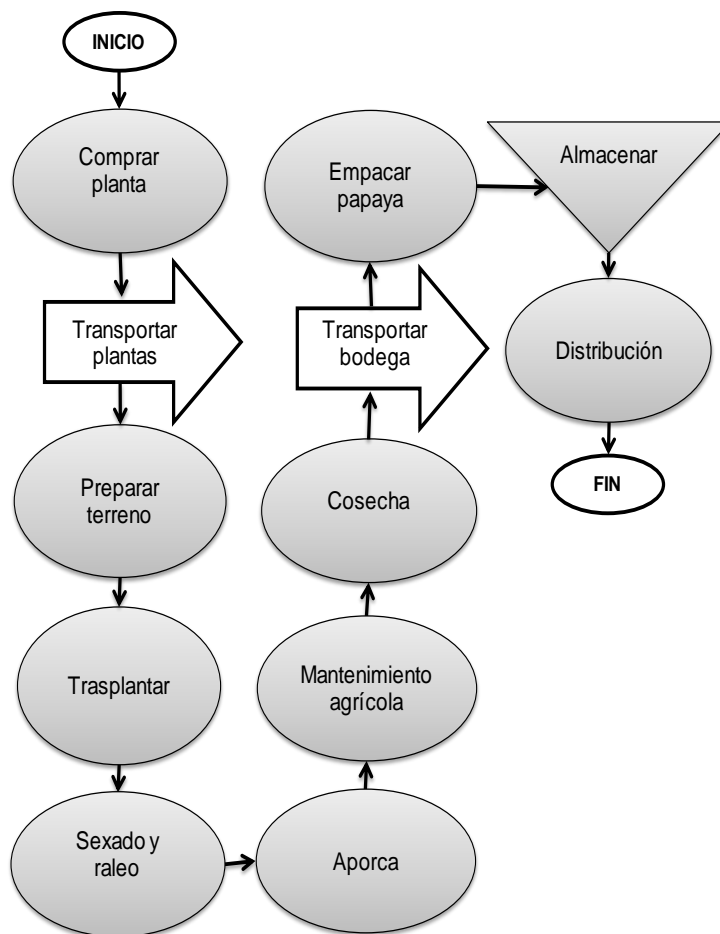 INICIO
Comprar
planta
Transportar
plantas
Preparar
terreno
Trasplantar
Sexado y
raleo
Aporca
Mantenimiento
agrícola
Cosecha
Transportar
bodega
Empacar
papaya
Almacenar
Distribución
FIN